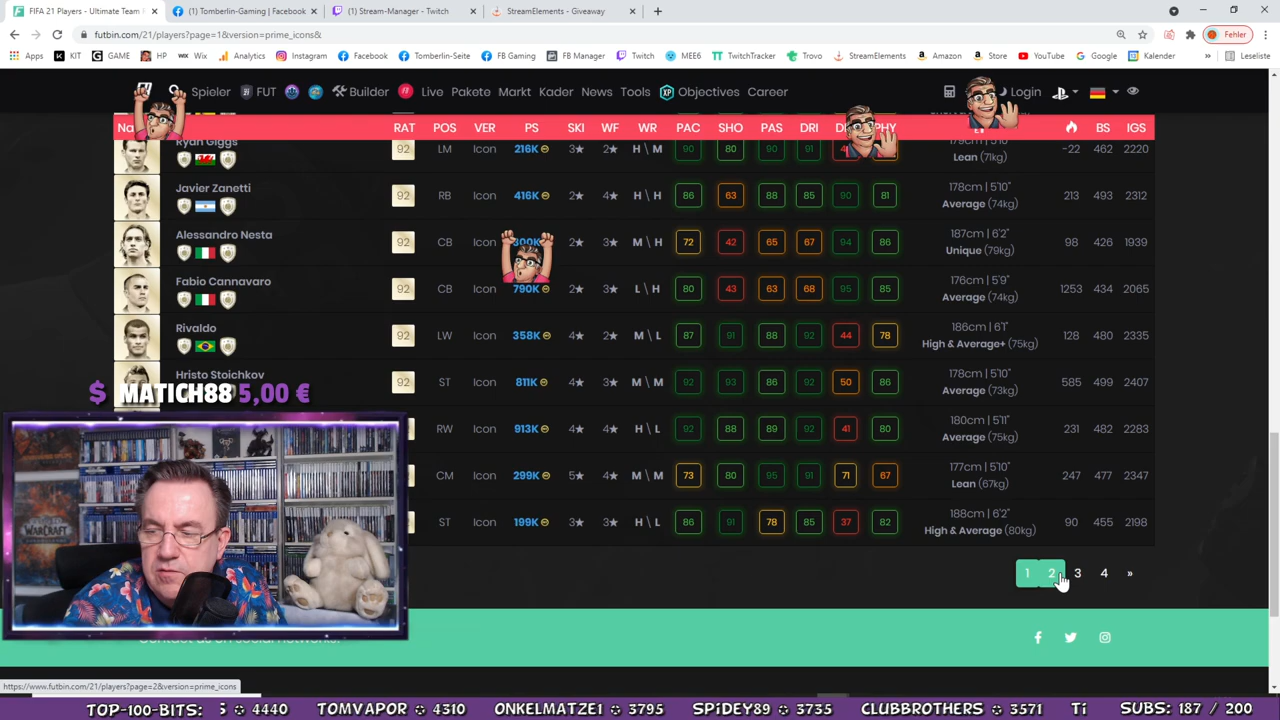 FIFA 21 Players - Ultimate Team
(1) Tomberlin-Gaming | Facebook
(1) Stream-Manager - Twitch
StreamElements - Giveaway
futbin.com/21/players?page=1&version=prime_icons&
Fehler
Apps KIT GAME HP Wix Analytics Instagram Facebook Tomberlin-Seite FB Gaming FB Manager Twitch MEE6 TwitchTracker Trovo StreamElements Amazon Store YouTube Google Kalender » Leseliste
Spieler FUT Builder Live Pakete Markt Kader News Tools XP Objectives Career Login
RAT POS VER PS SKI WF WR PAC SHO PAS DRI PHY BS IGS
Ryan Giggs 92 LM Icon 216K 3★ 2★ H \ M 90 80 90 91 -22 462 2220
Lean (71kg)
Javier Zanetti 92 RB Icon 416K 2★ 4★ H \ H 86 63 88 85 90 81 178cm | 5'10" 213 493 2312
Average (74kg)
Alessandro Nesta 92 CB Icon 2★ 3★ M \ H 72 42 65 67 94 86 187cm | 6'2" 98 426 1939
Unique (79kg)
Fabio Cannavaro 92 CB Icon 790K 2★ 3★ L \ H 80 43 63 68 95 85 176cm | 5'9" 1253 434 2065
Average (74kg)
Rivaldo 92 LW Icon 358K 4★ 2★ M \ L 87 91 88 92 44 78 186cm | 6'1" 128 480 2335
High & Average+ (75kg)
Hristo Stoichkov 92 ST Icon 811K 4★ 3★ M \ M 92 93 86 92 50 86 178cm | 5'10" 585 499 2407
Average (73kg)
$ MATICH88 5,00 €
RW Icon 913K 4★ 4★ H \ L 92 88 89 92 41 80 180cm | 5'11" 231 482 2283
Average (75kg)
CM Icon 299K 5★ 4★ M \ M 73 80 95 91 71 67 177cm | 5'10" 247 477 2347
Lean (67kg)
ST Icon 199K 3★ 3★ H \ L 86 91 78 85 37 82 188cm | 6'2" 90 455 2198
High & Average (80kg)
1 2 3 4 »
WARCRAFT
https://www.futbin.com/21/players?page=2&version=prime_icons
TOP-100-BITS: 5 4440 TOMVAPOR 4310 ONKELMATZE1 3795 SPIDEY89 3735 CLUBBROTHERS 3571 Ti SUBS: 187 / 200